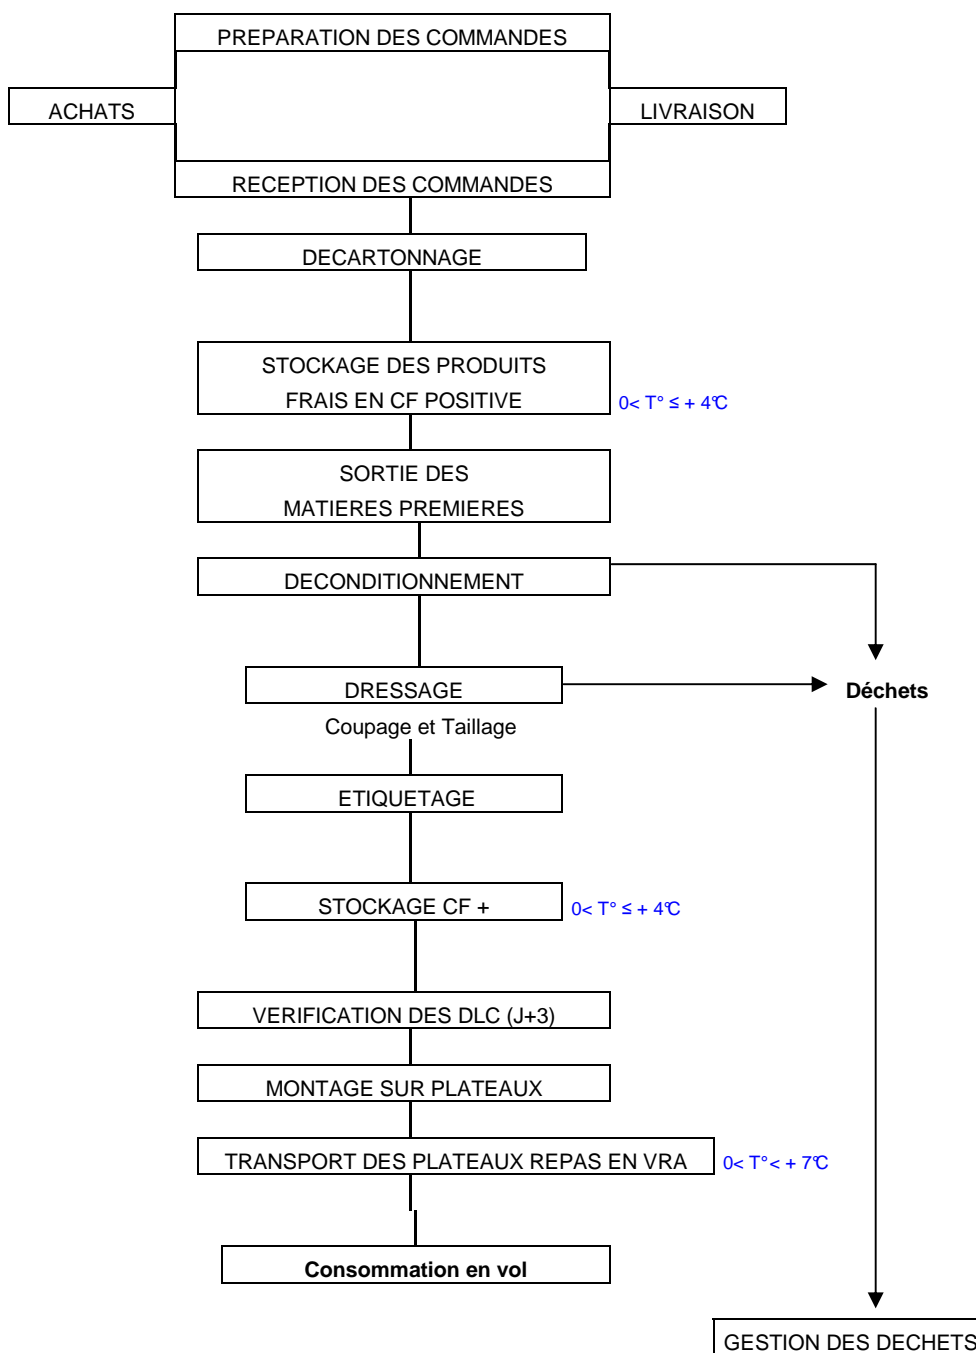 PREPARATION DES COMMANDES
ACHATS
LIVRAISON
RECEPTION DES COMMANDES
DECARTONNAGE
STOCKAGE DES PRODUITS
FRAIS EN CF POSITIVE
0< T° ≤ + 4°C
SORTIE DES
MATIERES PREMIERES
DECONDITIONNEMENT
DRESSAGE
Déchets
Coupage et Taillage
ETIQUETAGE
STOCKAGE CF +
0< T° ≤ + 4°C
VERIFICATION DES DLC (J+3)
MONTAGE SUR PLATEAUX
TRANSPORT DES PLATEAUX REPAS EN VRA
0< T°< + 7°C
Consommation en vol
GESTION DES DECHETS